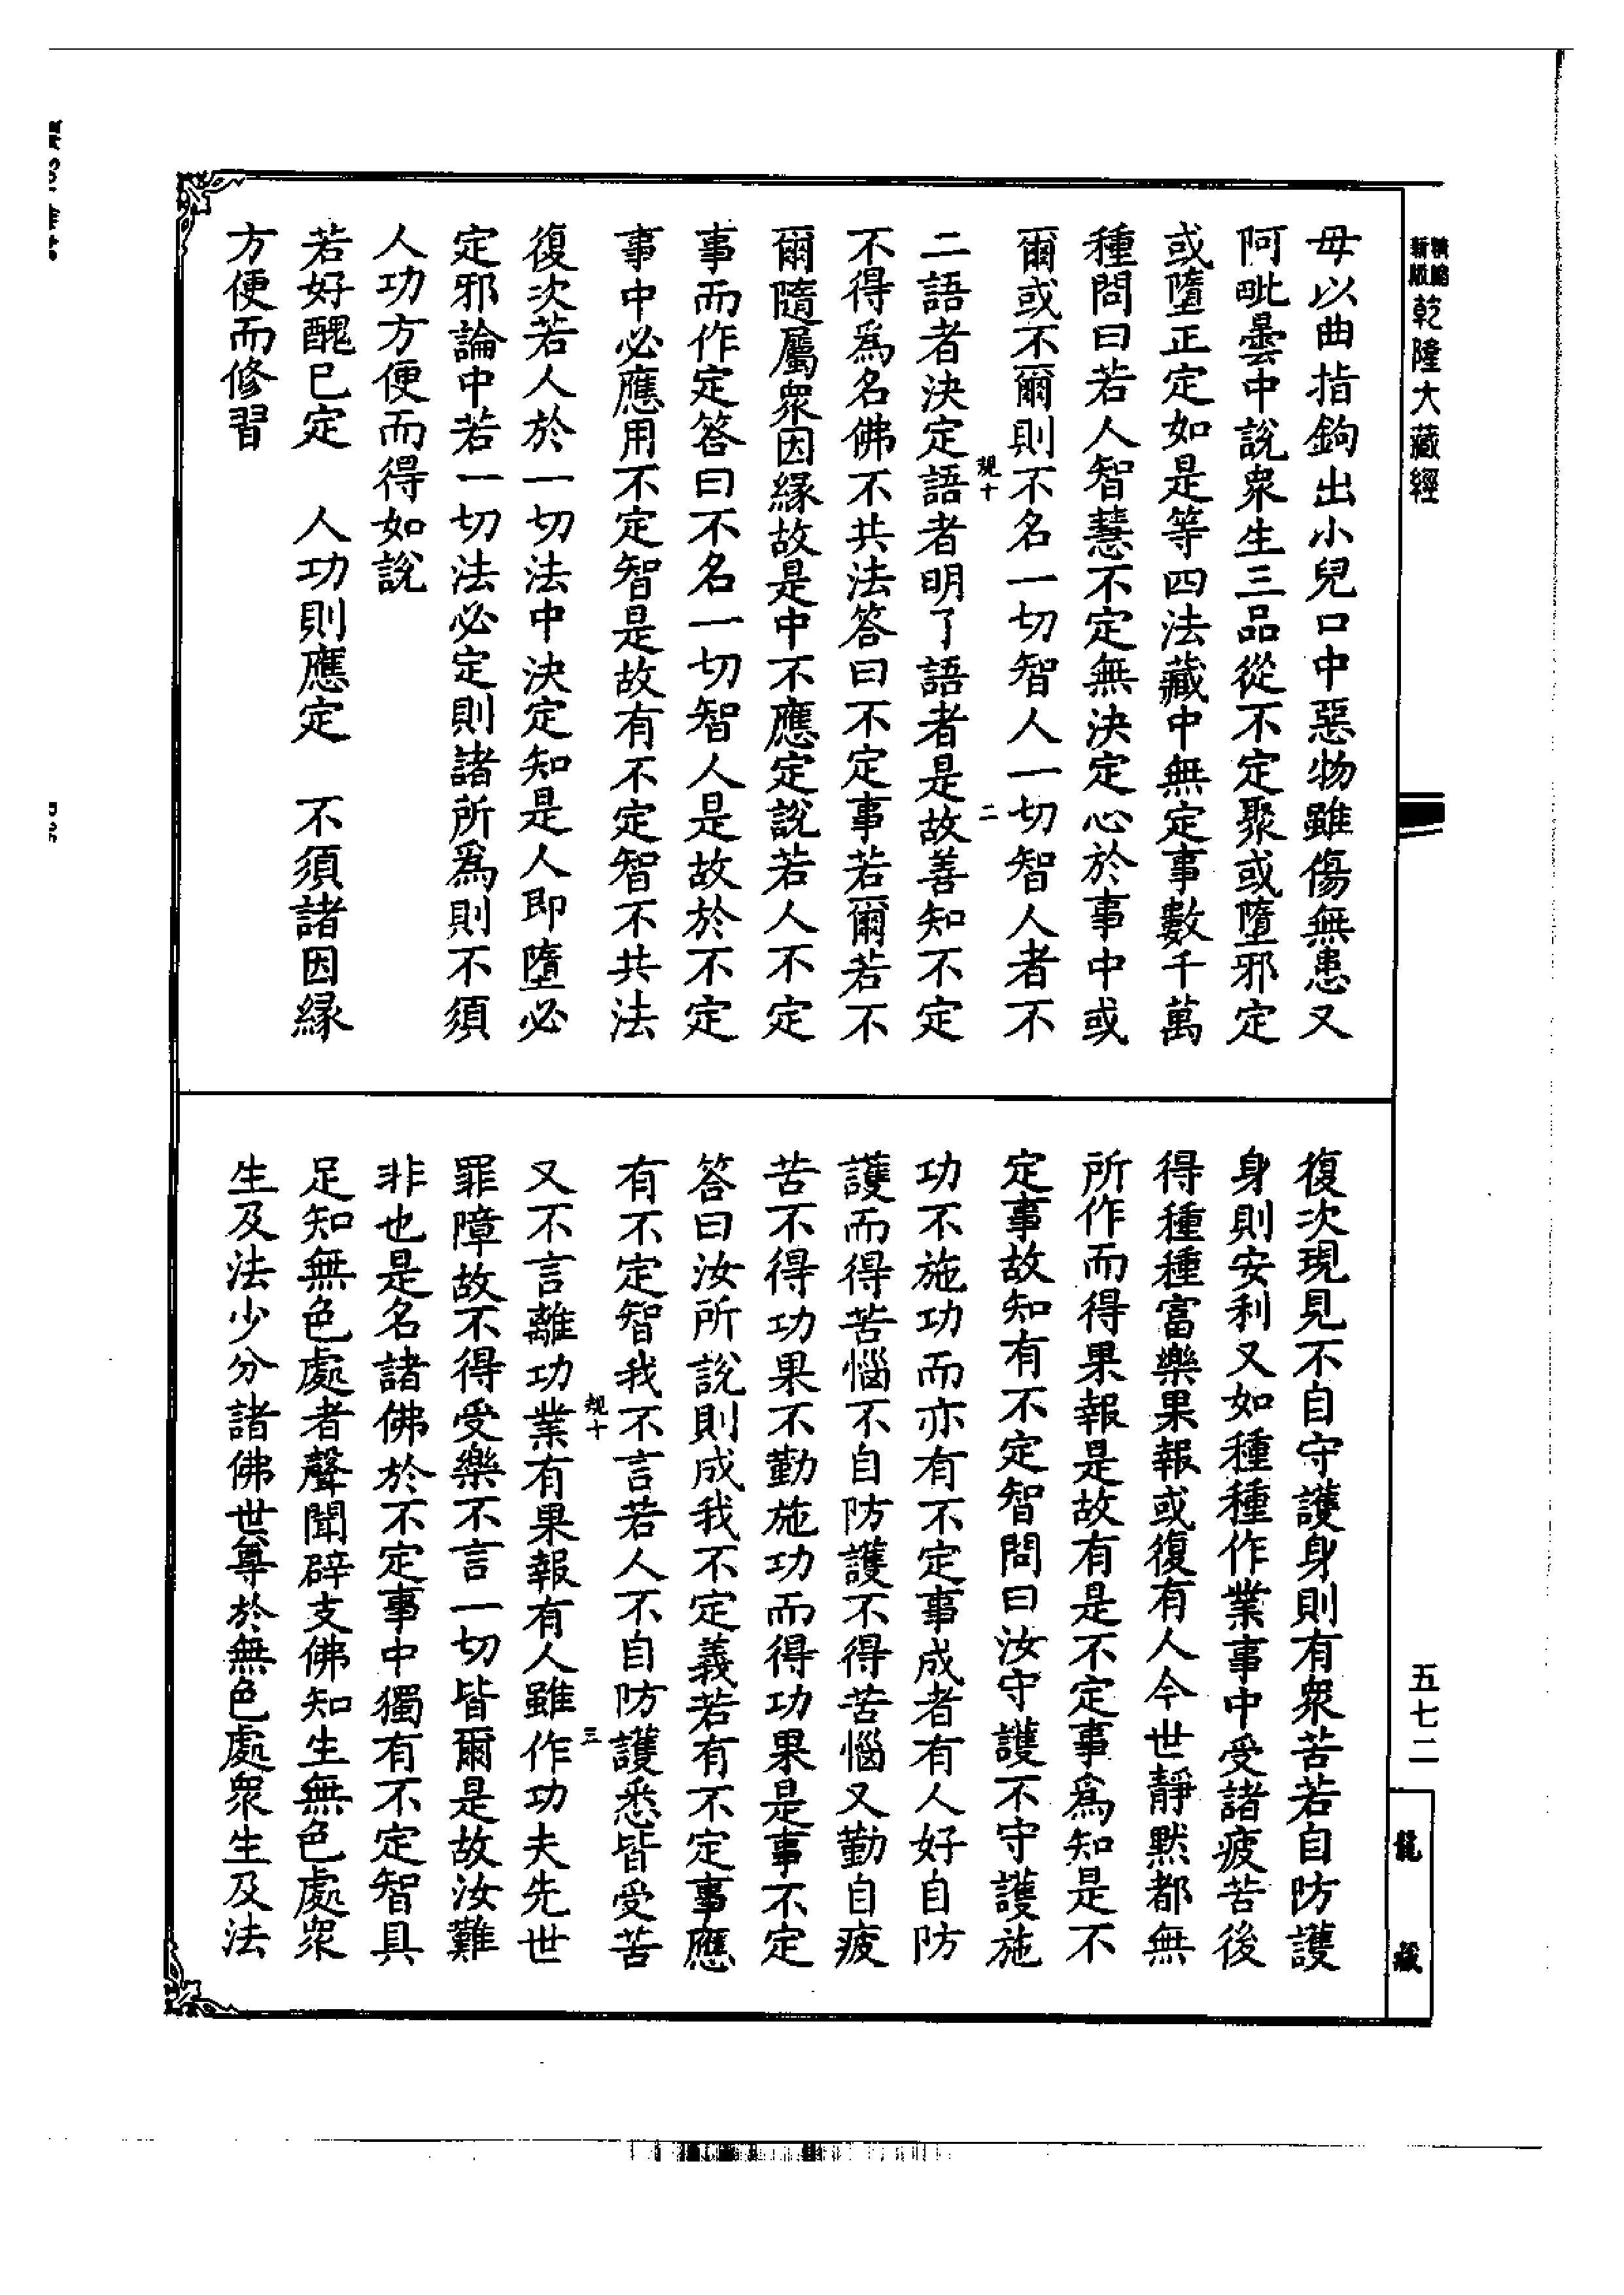 精縮新版乾隆大藏經
母以曲指鉤出小兒口中惡物雖傷無患又
阿毗曇中說衆生三品從不定聚或墮邪定
或墮正定如是等四法藏中無定事數千萬
種問曰若人智慧不定無決定心於事中或
爾或不爾則不名一切智人一切智人者不
規十 二
二語者決定語者明了語者是故善知不定
不得爲名佛不共法答曰不定事若爾若不
爾隨屬衆因緣故是中不應定說若人不定
事而作定答曰不名一切智人是故於不定
事中必應用不定智是故有不定智不共法
復次若人於一切法中決定知是人即墮必
定邪論中若一切法必定則諸所爲則不須
人功方便而得如說
若好醜已定 人功則應定 不須諸因緣
方便而修習
復次現見不自守護身則有衆苦若自防護
身則安利又如種種作業事中受諸疲苦後
得種種富樂果報或復有人今世靜默都無
所作而得果報是故有是不定事爲知是不
定事故知有不定智問曰汝守護不守護施
功不施功而亦有不定事成者有人好自防
護而得苦惱不自防護不得苦惱又勤自疲
苦不得功果不勤施功而得功果是事不定
答曰汝所說則成我不定義若有不定事應
有不定智我不言若人不自防護悉皆受苦
規十 三
又不言離功業有果報有人雖作功夫先世
罪障故不得受樂不言一切皆爾是故汝難
非也是名諸佛於不定事中獨有不定智具
足知無色處者聲聞辟支佛知生無色處衆
生及法少分諸佛世尊於無色處衆生及法
五七二
龍藏